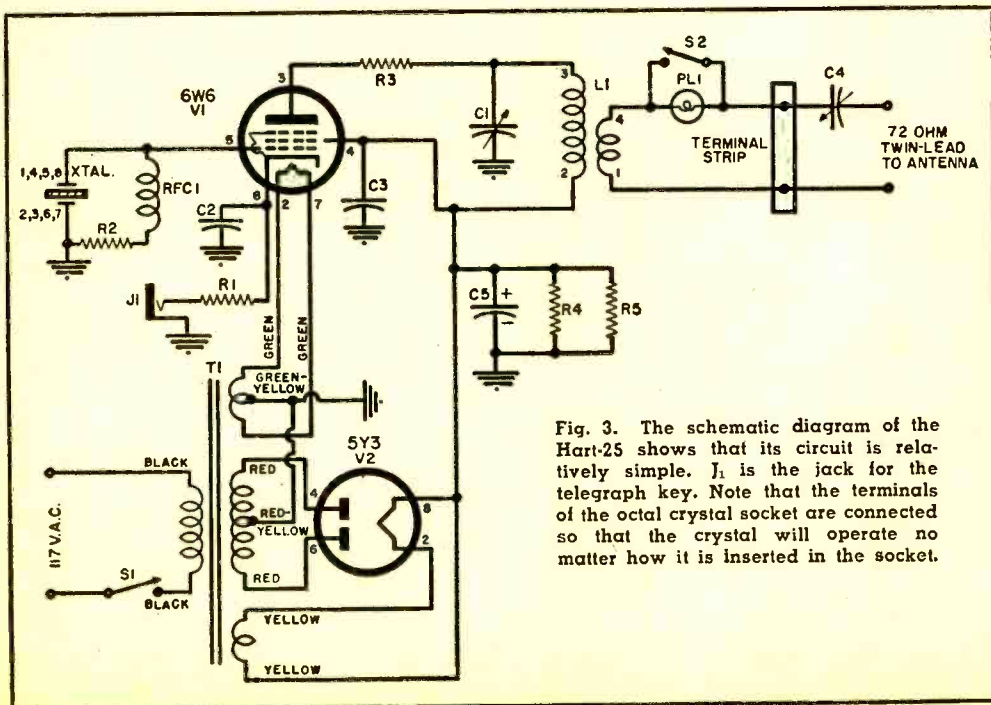 6W6
V1
3
R3
C1
3
L1
2
S2
PL1
4
1
TERMINAL
STRIP
C4
72 OHM
TWIN-LEAD
TO ANTENNA
5
4
1,4,5,8
XTAL.
2,3,6,7
RFC1
R2
8
2
7
C2
C3
J1
R1
GREEN
GREEN
C5
+
-
R4
R5
T1
GREEN-
YELLOW
5Y3
V2
BLACK
RED
4
8
RED-
YELLOW
6
2
117 V.A.C.
RED
S1
BLACK
YELLOW
YELLOW
Fig. 3. The schematic diagram of the
Hart-25 shows that its circuit is rela-
tively simple. J₁ is the jack for the
telegraph key. Note that the terminals
of the octal crystal socket are connected
so that the crystal will operate no
matter how it is inserted in the socket.